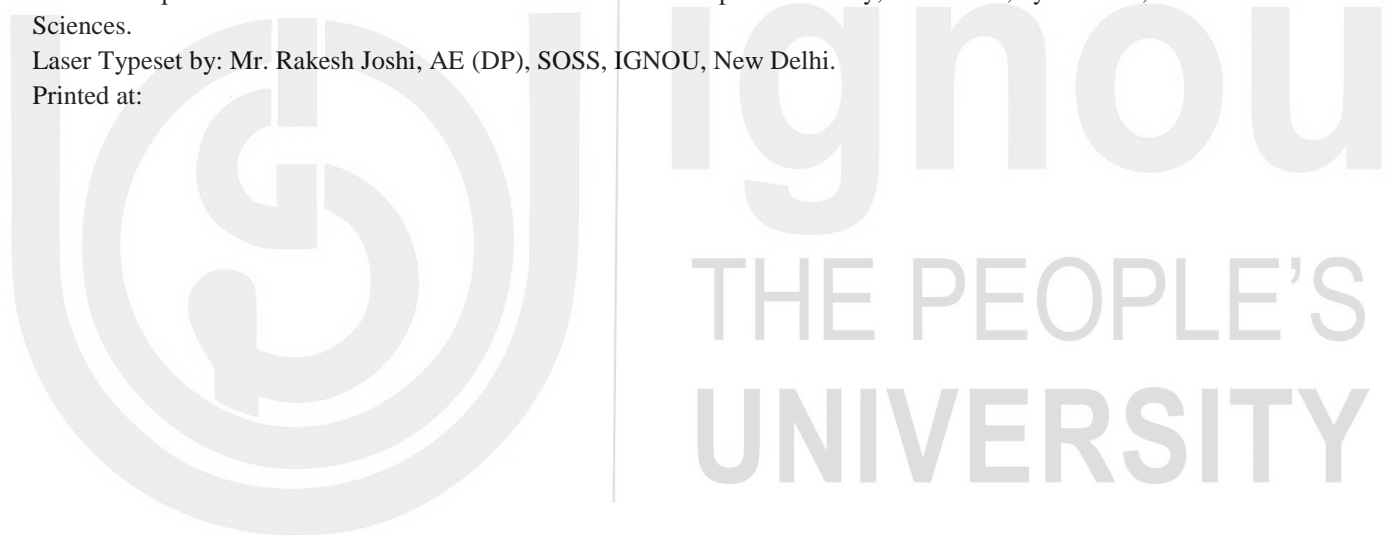 Sciences.
Laser Typeset by: Mr. Rakesh Joshi, AE (DP), SOSS, IGNOU, New Delhi.
Printed at:
ignou
THE PEOPLE'S
UNIVERSITY